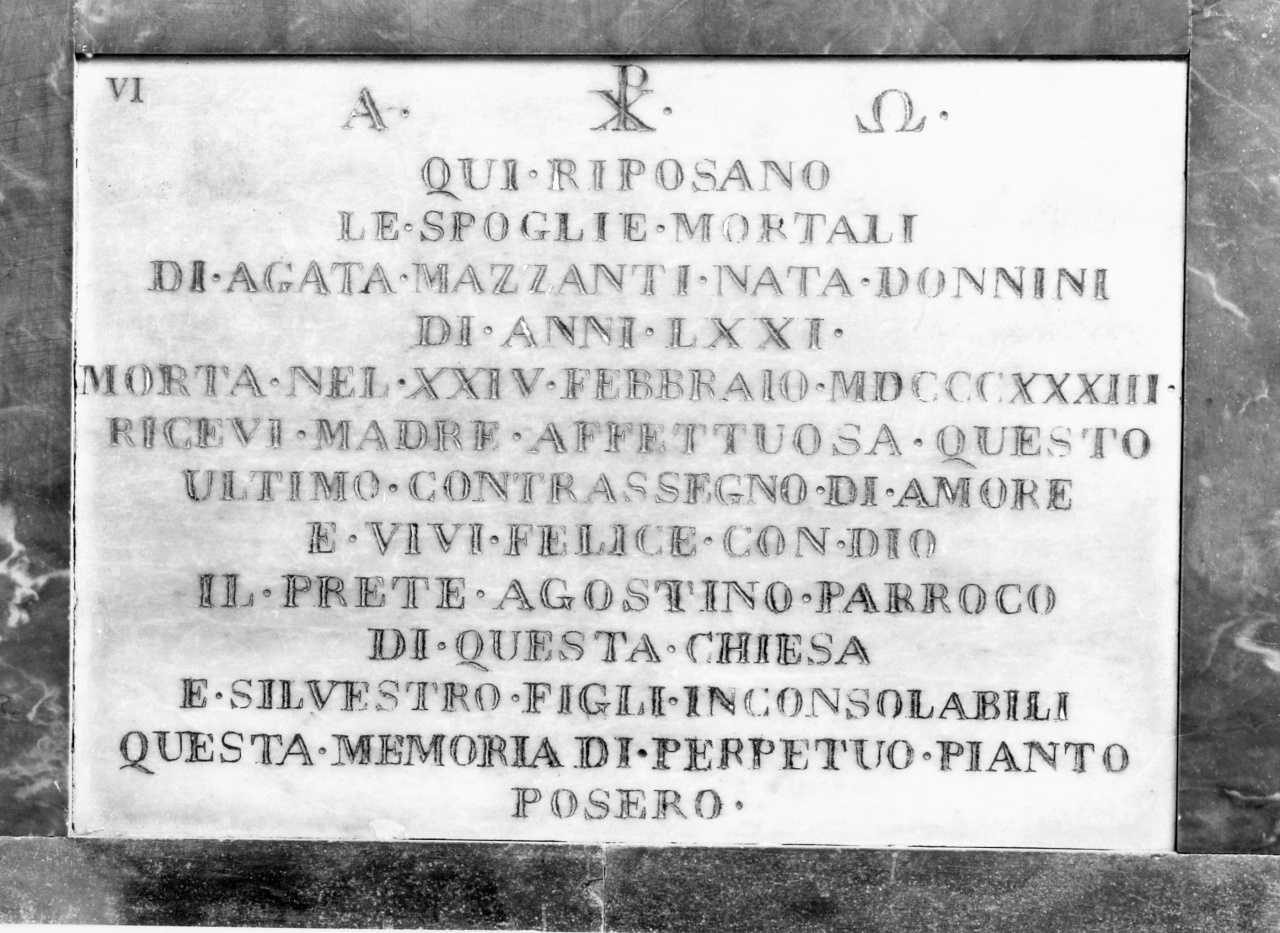 VI
A · ☧ · Ω ·
QUI · RIPOSANO
LE · SPOGLIE · MORTALI
DI · AGATA · MAZZANTI · NATA · DONNINI
DI · ANNI · LXXI ·
MORTA · NEL · XXIV · FEBBRAIO · MDCCCCXXXIII ·
RICEVI · MADRE · AFFETTUOSA · QUESTO
ULTIMO · CONTRASSEGNO · DI · AMORE
E · VIVI · FELICE · CON · DIO
IL · PRETE · AGOSTINO · PARROCO
DI · QUESTA · CHIESA
E · SILVESTRO · FIGLI · INCONSOLABILI
QUESTA · MEMORIA DI · PERPETUO · PIANTO
POSERO ·